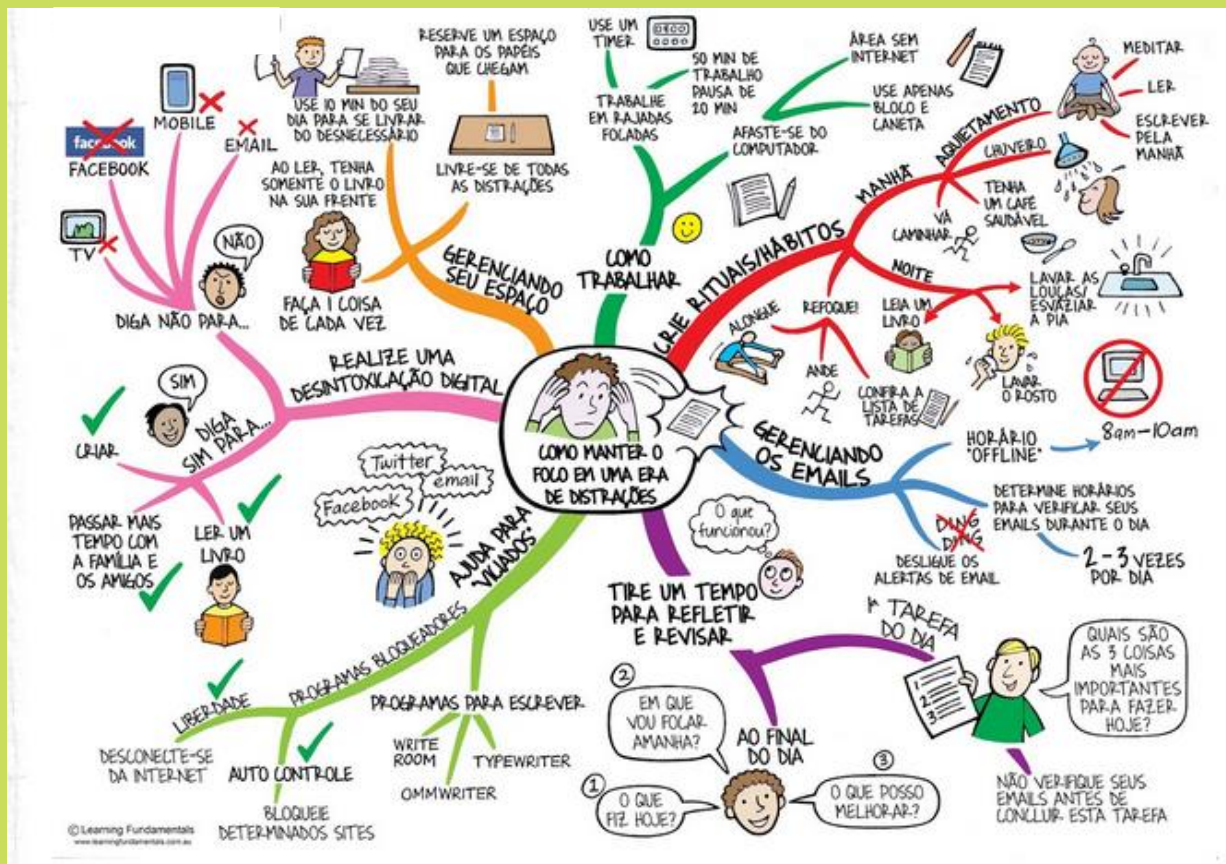 COMO MANTER O
FOCO EM UMA ERA
DE DISTRAÇÕES
GERENCIANDO
SEU ESPAÇO
USE 10 MIN DO SEU
DIA PARA SE LIVRAR
DO DESNECESSÁRIO
RESERVE UM ESPAÇO
PARA OS PAPÉIS
QUE CHEGAM
LIVRE-SE DE TODAS
AS DISTRAÇÕES
AO LER, TENHA
SOMENTE O LIVRO
NA SUA FRENTE
FAÇA 1 COISA
DE CADA VEZ
COMO
TRABALHAR
TRABALHE
EM RAJADAS
FOLADAS
USE UM
TIMER
50 MIN DE
TRABALHO
PAUSA DE
20 MIN
AFASTE-SE DO
COMPUTADOR
ÁREA SEM
INTERNET
USE APENAS
BLOCO E
CANETA
CRIE RITUAIS/HÁBITOS
MANHÃ
AQUIETAMENTO
MEDITAR
LER
ESCREVER
PELA
MANHÃ
CHUVEIRO
TENHA
UM CAFÉ
SAUDÁVEL
VÁ
CAMINHAR
NOITE
LEIA UM
LIVRO
LAVAR AS
LOUÇAS/
ESVAZIAR
A PIA
LAVAR
O ROSTO
REFOQUE!
ALONGUE
ANDE
CONFIRA A
LISTA DE
TAREFAS
GERENCIANDO
OS EMAILS
HORÁRIO
"OFFLINE"
8am-10am
DETERMINE HORÁRIOS
PARA VERIFICAR SEUS
EMAILS DURANTE O DIA
2-3 VEZES
POR DIA
DING
DING
DESLIGUE OS
ALERTAS DE EMAIL
TIRE UM TEMPO
PARA REFLETIR
E REVISAR
O que
funcionou?
1ª TAREFA
DO DIA
1
2
3
QUAIS SÃO
AS 3 COISAS
MAIS
IMPORTANTES
PARA FAZER
HOJE?
NÃO VERIFIQUE SEUS
EMAILS ANTES DE
CONCLUIR ESTA TAREFA
AO FINAL
DO DIA
①
O QUE
FIZ HOJE?
②
EM QUE
VOU FOCAR
AMANHA?
③
O QUE POSSO
MELHORAR?
AJUDA PARA
"VICIADOS"
Twitter
email
Facebook
PROGRAMAS BLOQUEADORES
LIBERDADE
DESCONECTE-SE
DA INTERNET
AUTO CONTROLE
BLOQUEIE
DETERMINADOS SITES
PROGRAMAS PARA ESCREVER
WRITE
ROOM
OMMWRITER
TYPEWRITER
REALIZE UMA
DESINTOXICAÇÃO DIGITAL
DIGA NÃO PARA...
NÃO
TV
facebook
FACEBOOK
MOBILE
EMAIL
DIGA
SIM PARA...
SIM
CRIAR
PASSAR MAIS
TEMPO COM
A FAMÍLIA E
OS AMIGOS
LER UM
LIVRO
© Learning Fundamentals
www.learningfundamentals.com.au